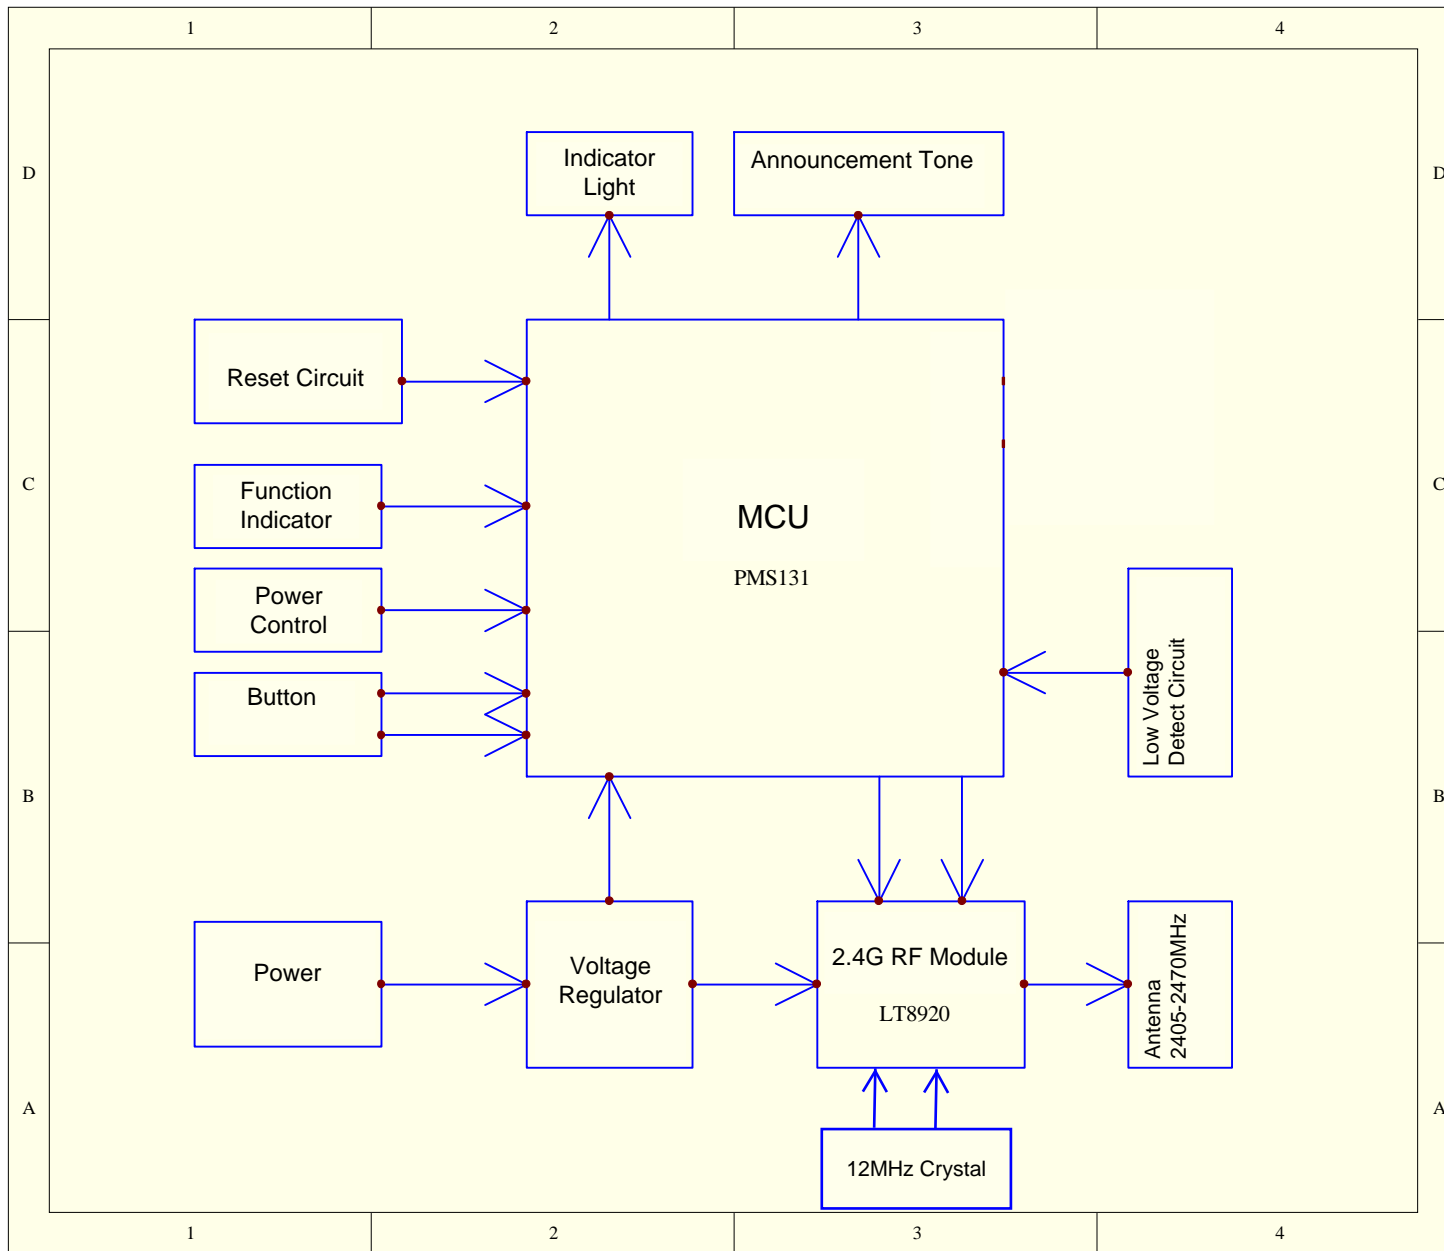 1
2
3
4
D
D
Indicator
Light
Announcement Tone
Reset Circuit
C
C
Function
Indicator
MCU
PMS131
Power
Control
Button
Low Voltage
Detect Circuit
B
B
Power
Voltage
Regulator
2.4G RF Module
LT8920
Antenna
2405-2470MHz
A
A
12MHz Crystal
1
2
3
4